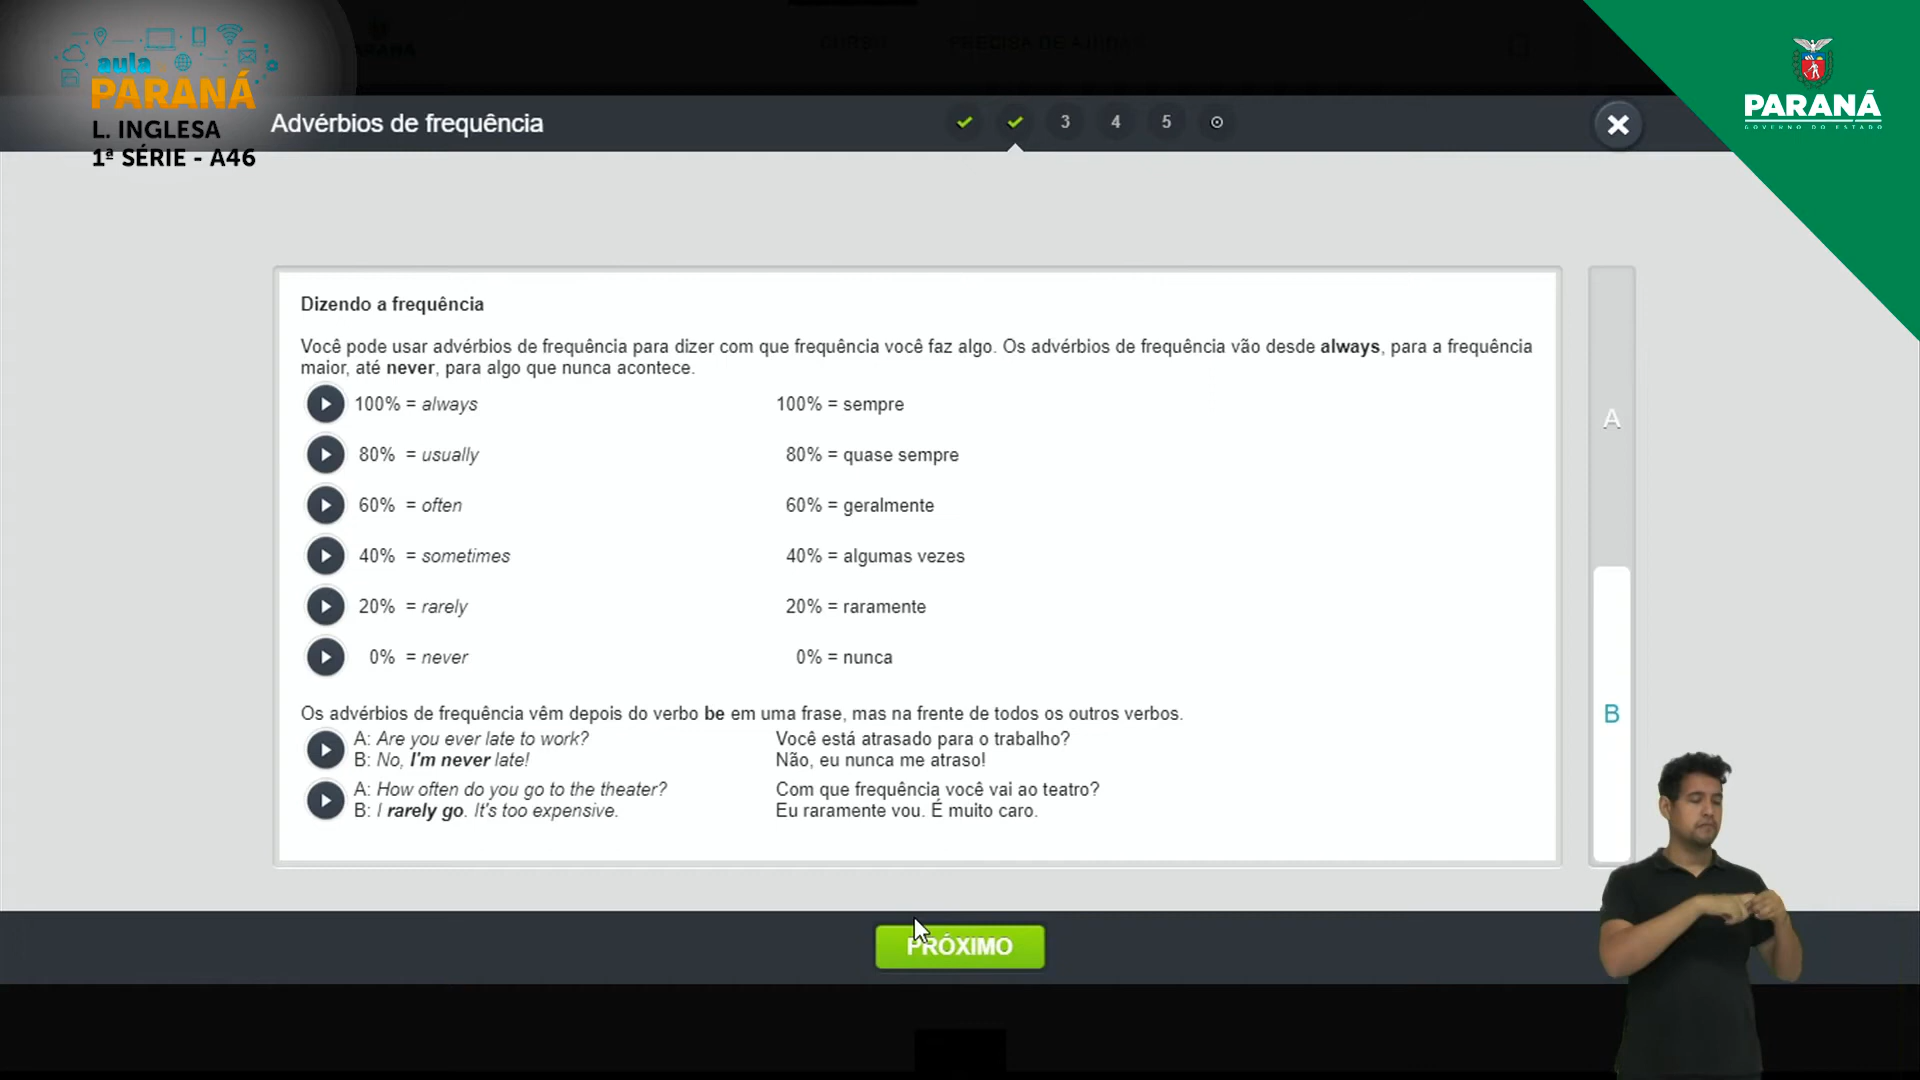 aula
PARANÁ
L. INGLESA
1ª SÉRIE - A46
CURSO
PRECISA DE AJUDA
Advérbios de frequência
3 4 5
PARANÁ
GOVERNO DO ESTADO
Dizendo a frequência
Você pode usar advérbios de frequência para dizer com que frequência você faz algo. Os advérbios de frequência vão desde always, para a frequência
maior, até never, para algo que nunca acontece.
100% = always 100% = sempre
80% = usually 80% = quase sempre
60% = often 60% = geralmente
40% = sometimes 40% = algumas vezes
20% = rarely 20% = raramente
0% = never 0% = nunca
Os advérbios de frequência vêm depois do verbo be em uma frase, mas na frente de todos os outros verbos.
A: Are you ever late to work? Você está atrasado para o trabalho?
B: No, I'm never late! Não, eu nunca me atraso!
A: How often do you go to the theater? Com que frequência você vai ao teatro?
B: I rarely go. It's too expensive. Eu raramente vou. É muito caro.
A
B
PRÓXIMO